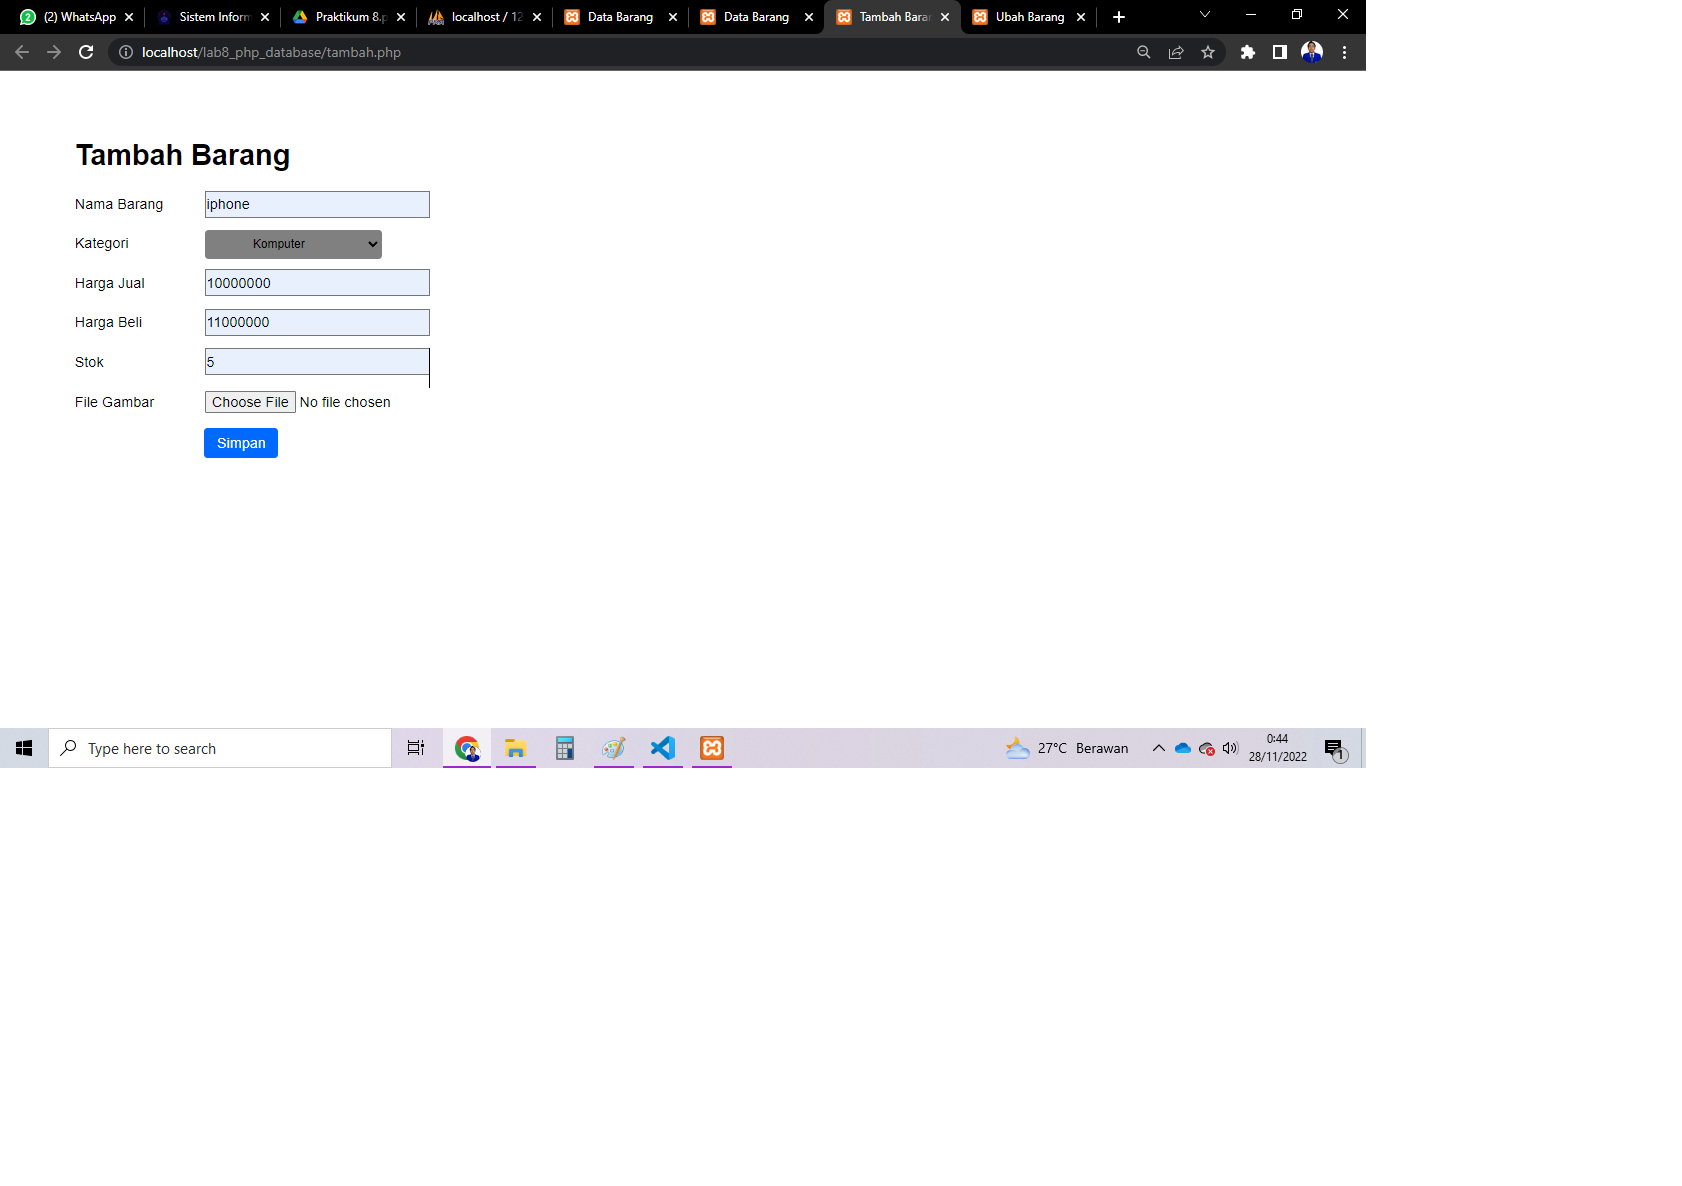 (2) WhatsApp Sistem Inform Praktikum 8.p localhost / 12 Data Barang Data Barang Tambah Barar Ubah Barang
localhost/lab8_php_database/tambah.php
Tambah Barang
Nama Barang iphone
Kategori Komputer
Harga Jual 10000000
Harga Beli 11000000
Stok 5
File Gambar Choose File No file chosen
Simpan
Type here to search 27°C Berawan 0:44
28/11/2022 1